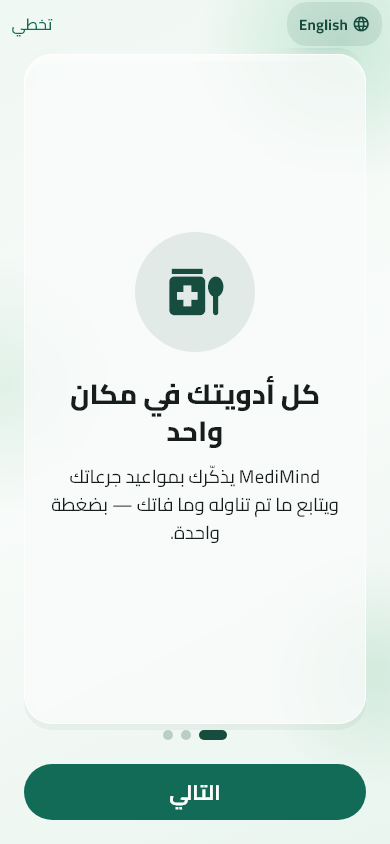 English
تخطي
كل أدويتك في مكان
واحد
MediMind يذكّرك بمواعيد جرعاتك
ويتابع ما تم تناوله وما فاتك — بضغطة
واحدة.
التالي